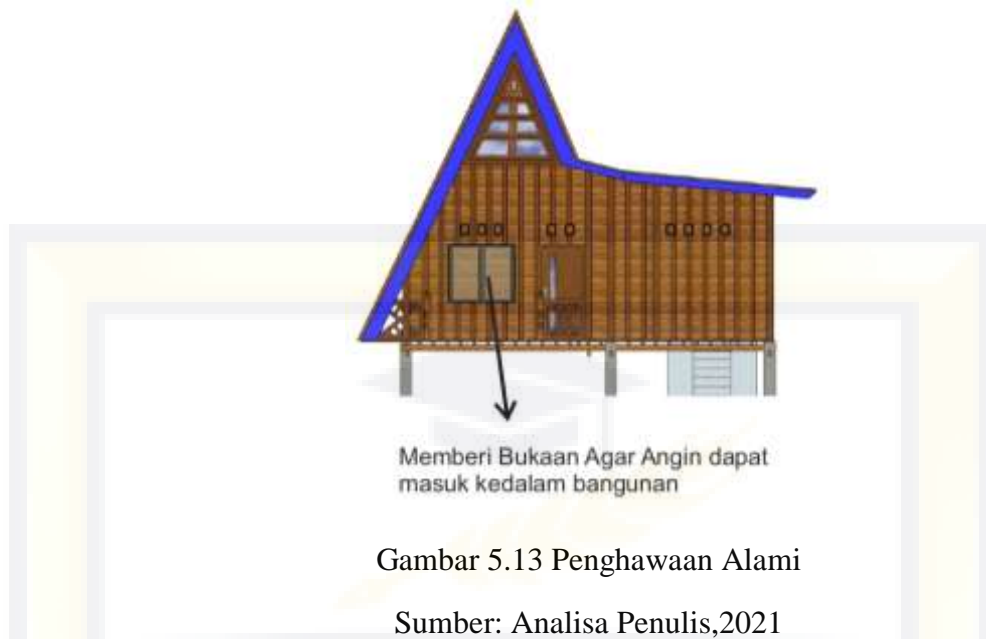 Memberi Bukaan Agar Angin dapat
masuk kedalam bangunan
Gambar 5.13 Penghawaan Alami
Sumber: Analisa Penulis,2021